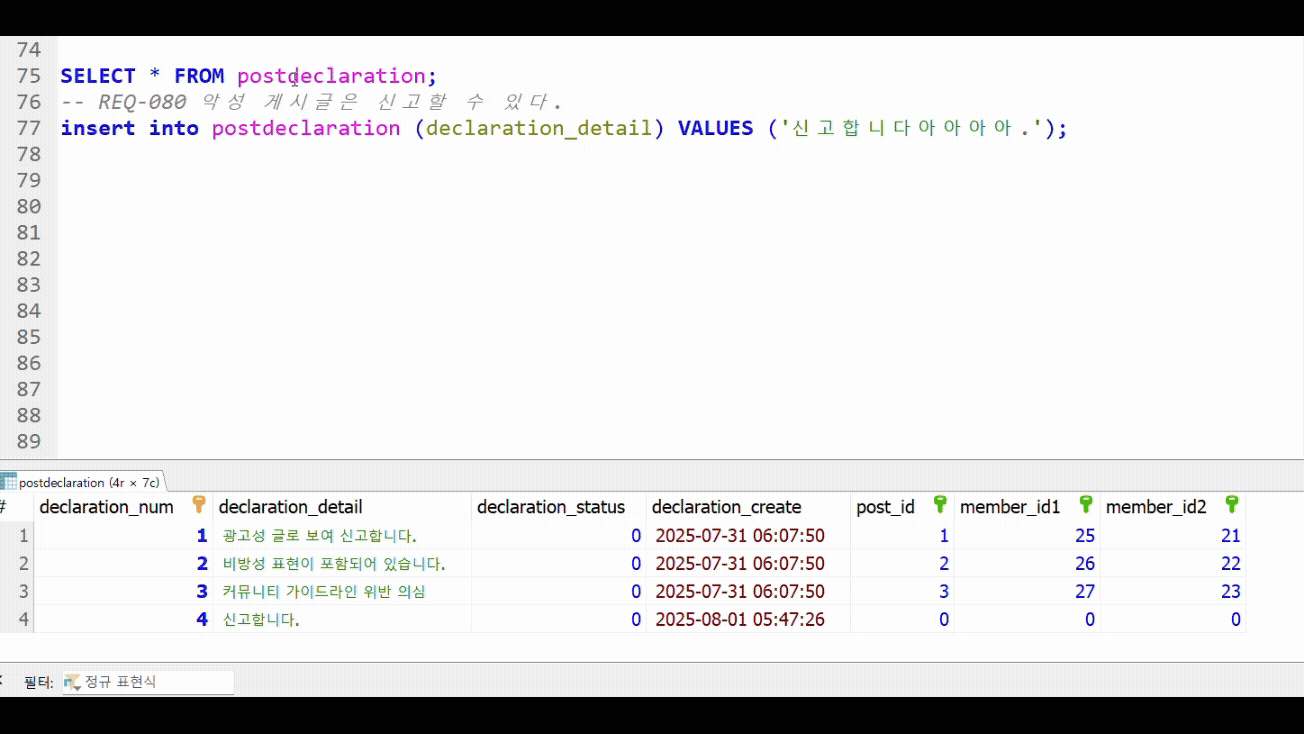 74
75 SELECT * FROM postdeclaration;
76 -- REQ-080 악성 게시글은 신고할 수 있다.
77 insert into postdeclaration (declaration_detail) VALUES ('신고합니다아아아아.');
78
79
80
81
82
83
84
85
86
87
88
89
postdeclaration (4r × 7c)
# declaration_num declaration_detail declaration_status declaration_create post_id member_id1 member_id2
1 1 광고성 글로 보여 신고합니다. 0 2025-07-31 06:07:50 1 25 21
2 2 비방성 표현이 포함되어 있습니다. 0 2025-07-31 06:07:50 2 26 22
3 3 커뮤니티 가이드라인 위반 의심 0 2025-07-31 06:07:50 3 27 23
4 4 신고합니다. 0 2025-08-01 05:47:26 0 0 0
필터: 정규 표현식